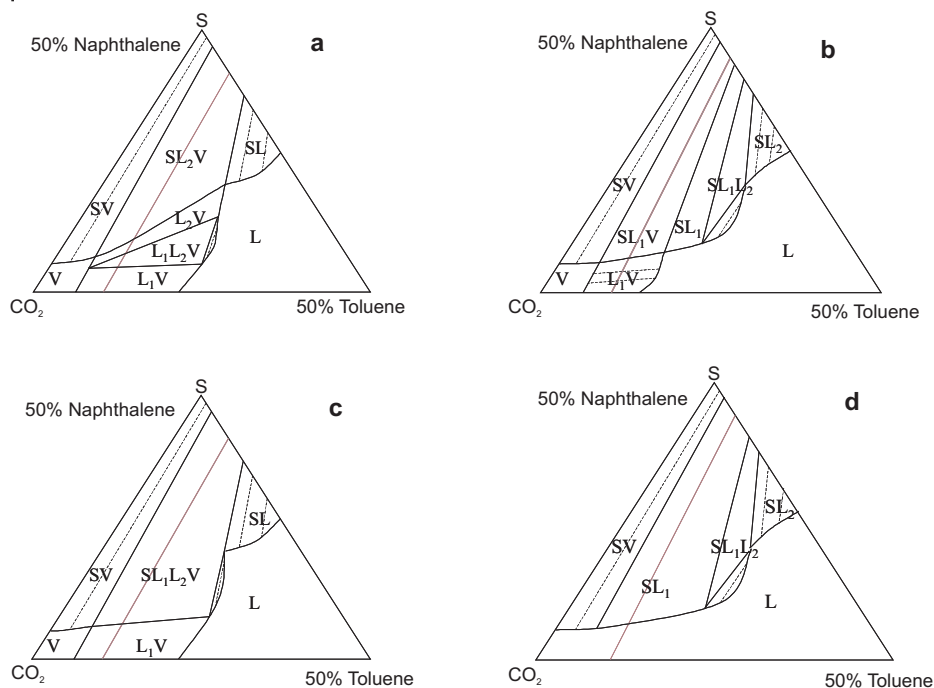 S
50% Naphthalene
a
SL₂V
SL
SV
L₂V
L₁L₂V
L
V
L₁V
CO₂
50% Toluene
S
50% Naphthalene
b
SL₂
SV
SL₁L₂
SL₁
SL₁V
L
V
L₁V
CO₂
50% Toluene
S
50% Naphthalene
c
SL
SV
SL₁L₂V
L
V
L₁V
CO₂
50% Toluene
S
50% Naphthalene
d
SL₂
SV
SL₁L₂
SL₁
L
CO₂
50% Toluene